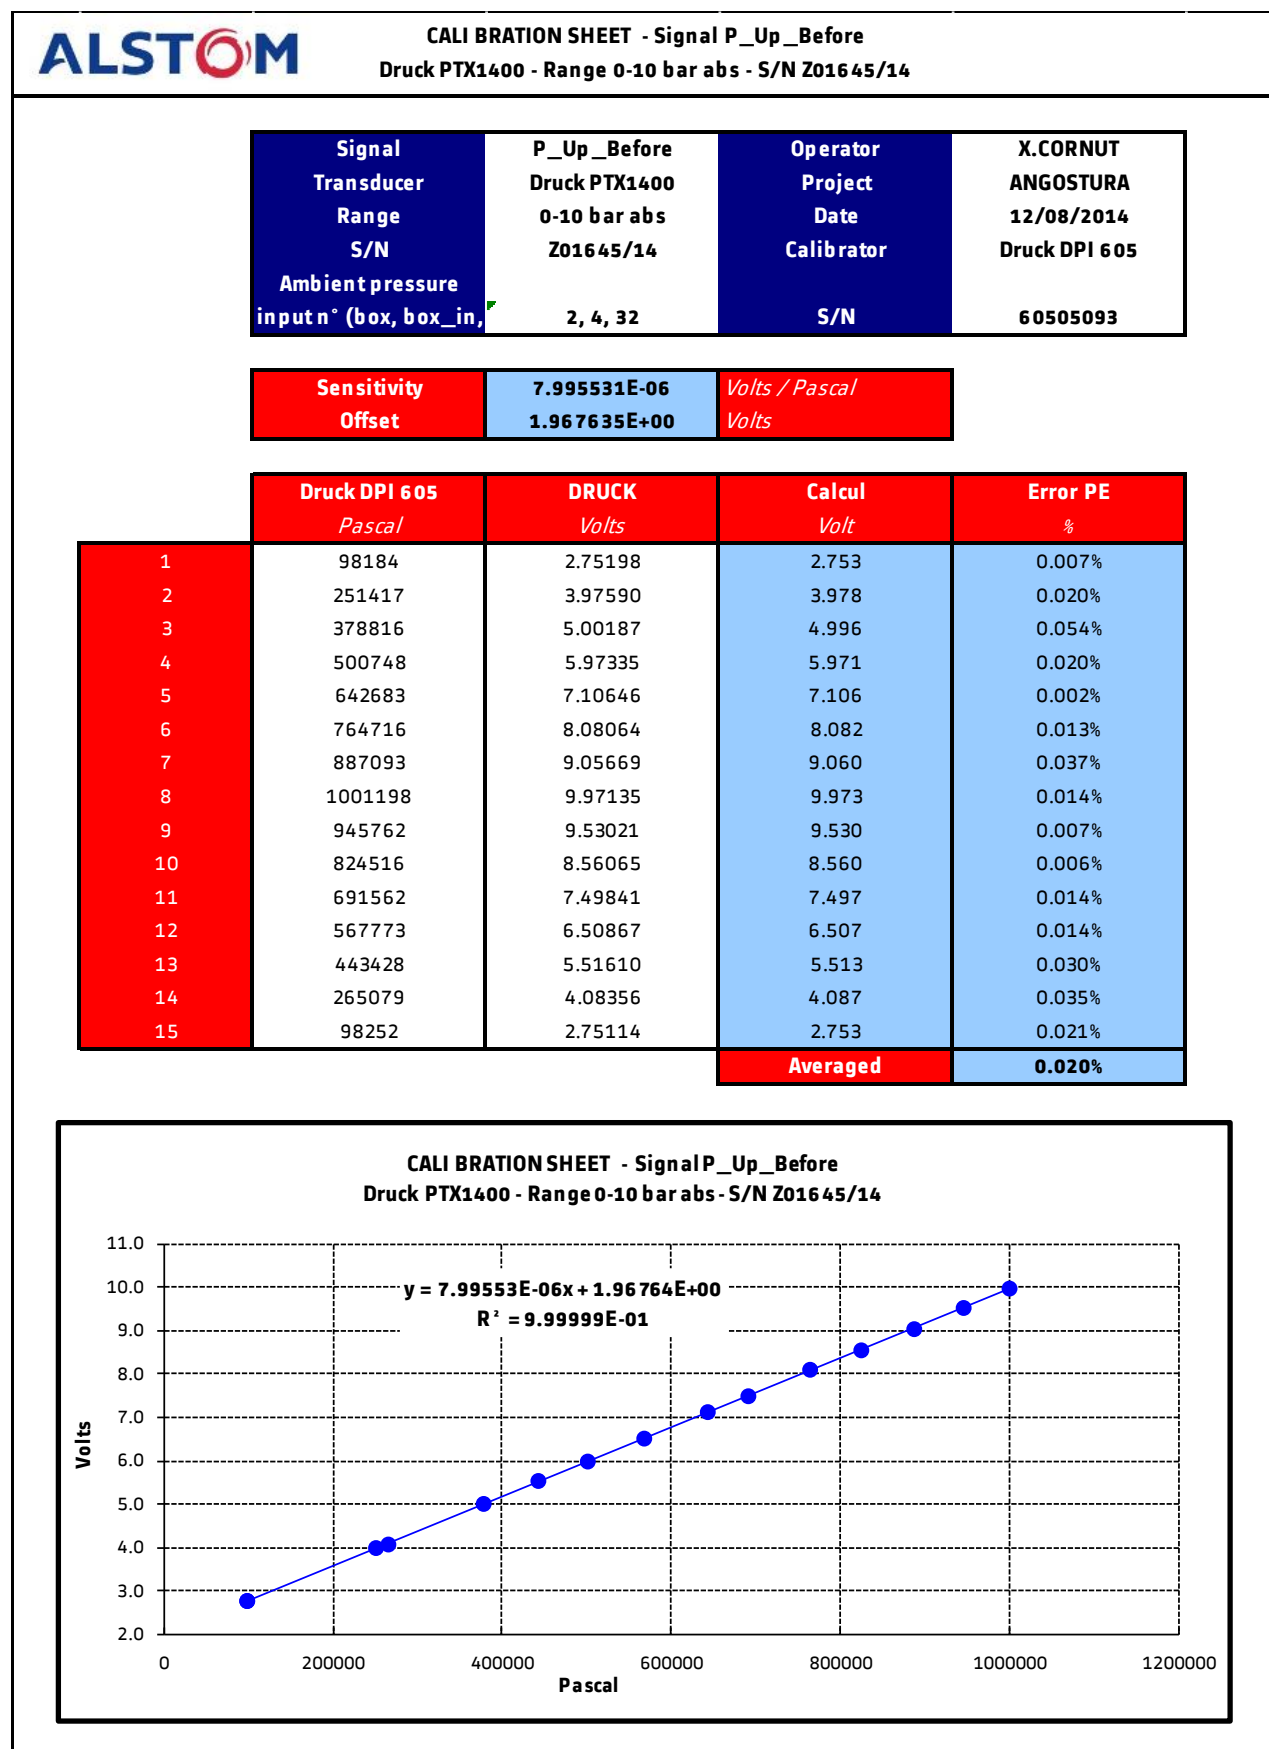 ALSTOM
CALIBRATION SHEET - Signal P_Up_Before
Druck PTX1400 - Range 0-10 bar abs - S/N Z01645/14
Signal P_Up_Before Operator X.CORNUT
Transducer Druck PTX1400 Project ANGOSTURA
Range 0-10 bar abs Date 12/08/2014
S/N Z01645/14 Calibrator Druck DPI 605
Ambient pressure
input n° (box, box_in, 2, 4, 32 S/N 60505093
Sensitivity 7.995531E-06 Volts / Pascal
Offset 1.967635E+00 Volts
Druck DPI 605 DRUCK Calcul Error PE
Pascal Volts Volt %
1 98184 2.75198 2.753 0.007%
2 251417 3.97590 3.978 0.020%
3 378816 5.00187 4.996 0.054%
4 500748 5.97335 5.971 0.020%
5 642683 7.10646 7.106 0.002%
6 764716 8.08064 8.082 0.013%
7 887093 9.05669 9.060 0.037%
8 1001198 9.97135 9.973 0.014%
9 945762 9.53021 9.530 0.007%
10 824516 8.56065 8.560 0.006%
11 691562 7.49841 7.497 0.014%
12 567773 6.50867 6.507 0.014%
13 443428 5.51610 5.513 0.030%
14 265079 4.08356 4.087 0.035%
15 98252 2.75114 2.753 0.021%
Averaged 0.020%
CALIBRATION SHEET - Signal P_Up_Before
Druck PTX1400 - Range 0-10 bar abs - S/N Z01645/14
y = 7.99553E-06x + 1.96764E+00
R² = 9.99999E-01
11.0
10.0
9.0
8.0
7.0
6.0
5.0
4.0
3.0
2.0
Volts
0 200000 400000 600000 800000 1000000 1200000
Pascal